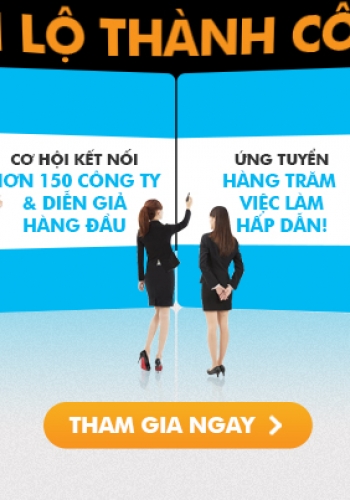 LỘ THÀNH CÔ
CƠ HỘI KẾT NỐI
HƠN 150 CÔNG TY
& DIỄN GIẢ
HÀNG ĐẦU
ỨNG TUYỂN
HÀNG TRĂM
VIỆC LÀM
HẤP DẪN!
THAM GIA NGAY